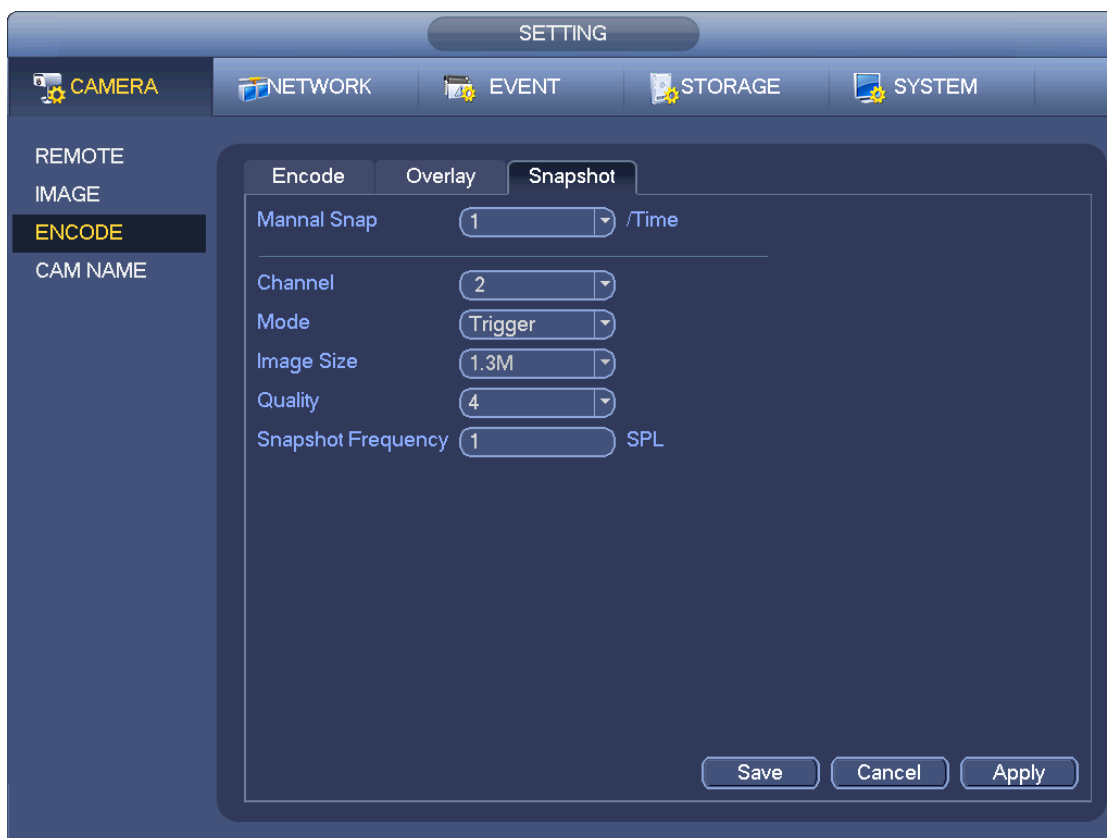 SETTING
CAMERA NETWORK EVENT STORAGE SYSTEM
REMOTE
IMAGE
ENCODE
CAM NAME
Encode Overlay Snapshot
Mannal Snap 1 /Time
Channel 2
Mode Trigger
Image Size 1.3M
Quality 4
Snapshot Frequency 1 SPL
Save Cancel Apply